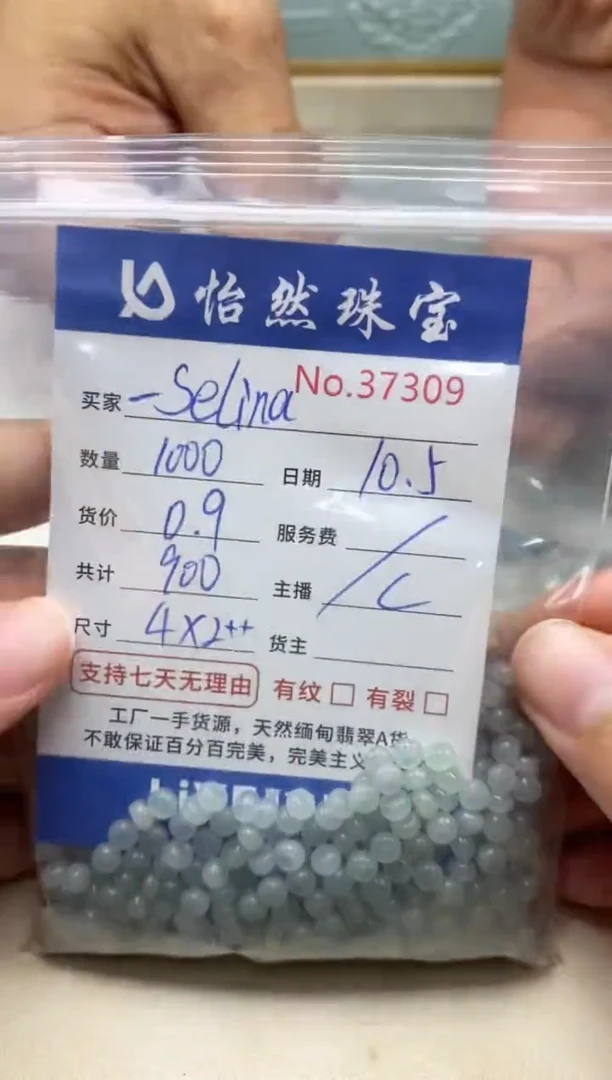 怡然珠宝
No.37309
买家 -Selina
数量 1000 日期 10.5
货价 0.9 服务费 /
共计 900 主播 C
尺寸 4X2++ 货主
支持七天无理由 有纹 □ 有裂 □
工厂一手货源，天然缅甸翡翠A货
不敢保证百分百完美，完美主义